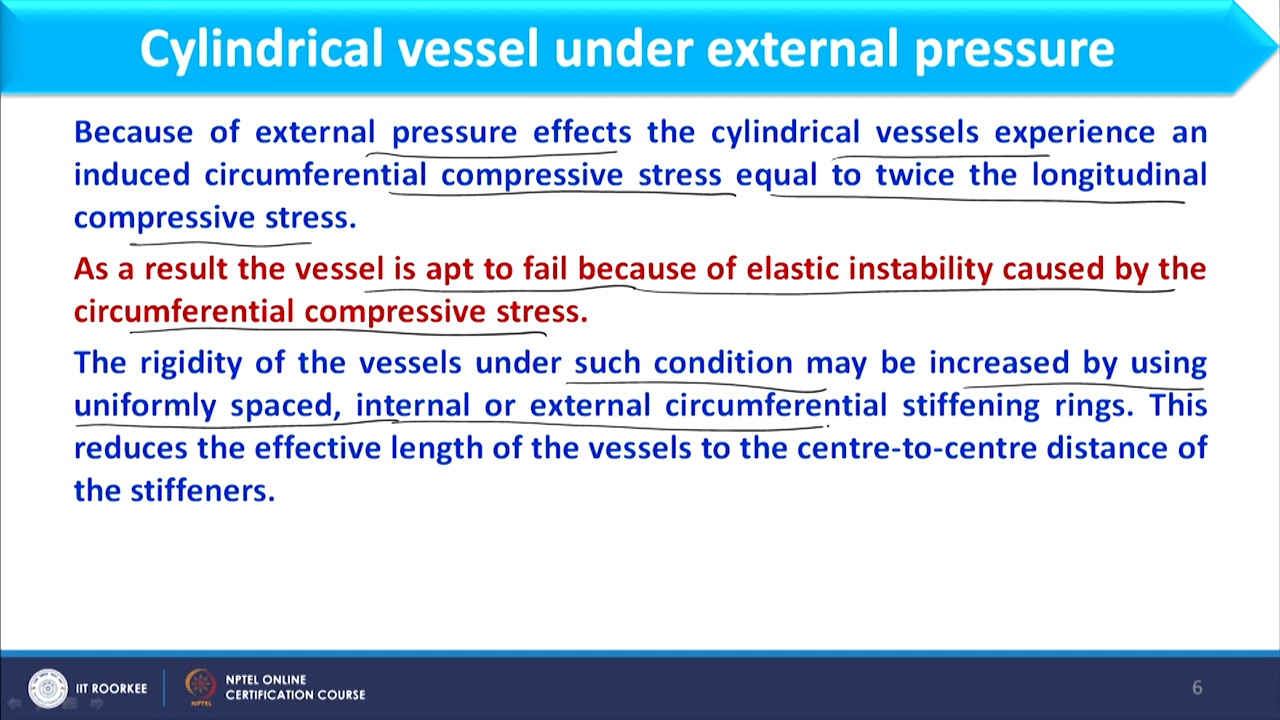 Cylindrical vessel under external pressure
Because of external pressure effects the cylindrical vessels experience an
induced circumferential compressive stress equal to twice the longitudinal
compressive stress.
As a result the vessel is apt to fail because of elastic instability caused by the
circumferential compressive stress.
The rigidity of the vessels under such condition may be increased by using
uniformly spaced, internal or external circumferential stiffening rings. This
reduces the effective length of the vessels to the centre-to-centre distance of
the stiffeners.
IIT ROORKEE
NPTEL
NPTEL ONLINE
CERTIFICATION COURSE
6